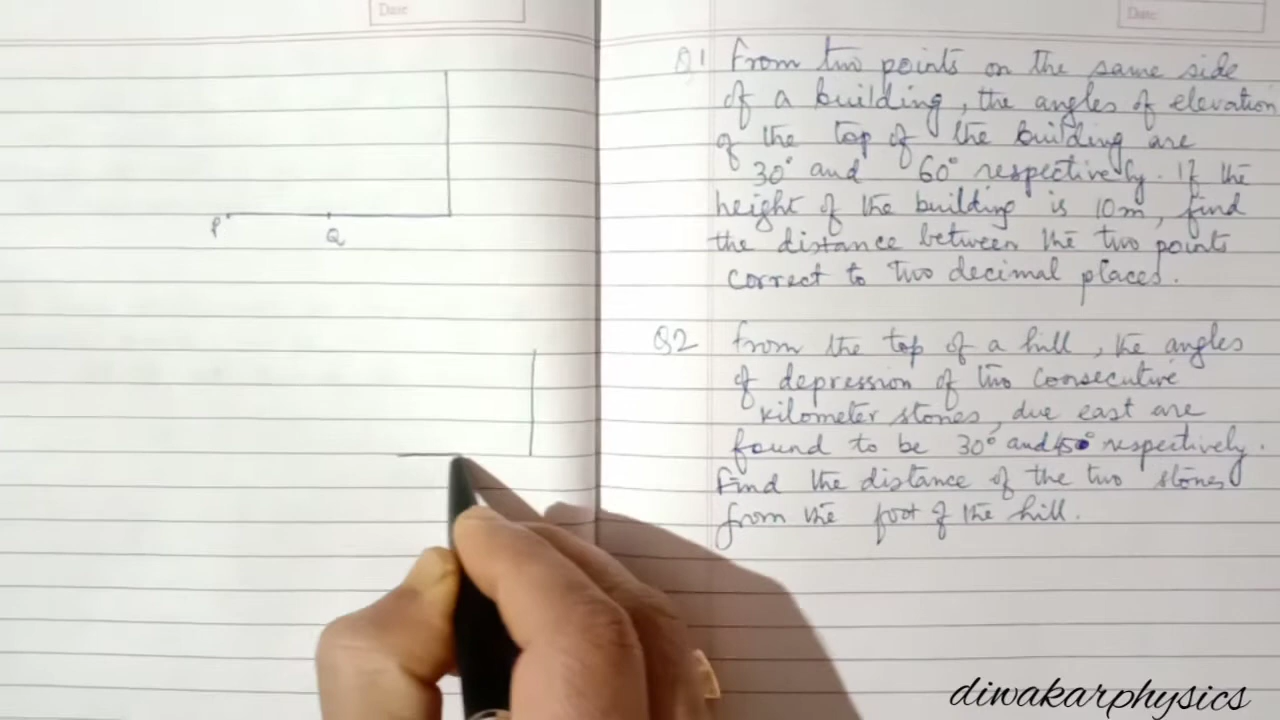 Date
Date
P
Q
Q1 From two points on the same side
of a building, the angles of elevation
of the top of the building are
30° and 60° respectively. If the
height of the building is 10m, find
the distance between the two points
correct to two decimal places.
Q2 From the top of a hill, the angles
of depression of two consecutive
kilometer stones, due east are
found to be 30° and 45° respectively.
Find the distance of the two stones
from the foot of the hill.
diwakarphysics